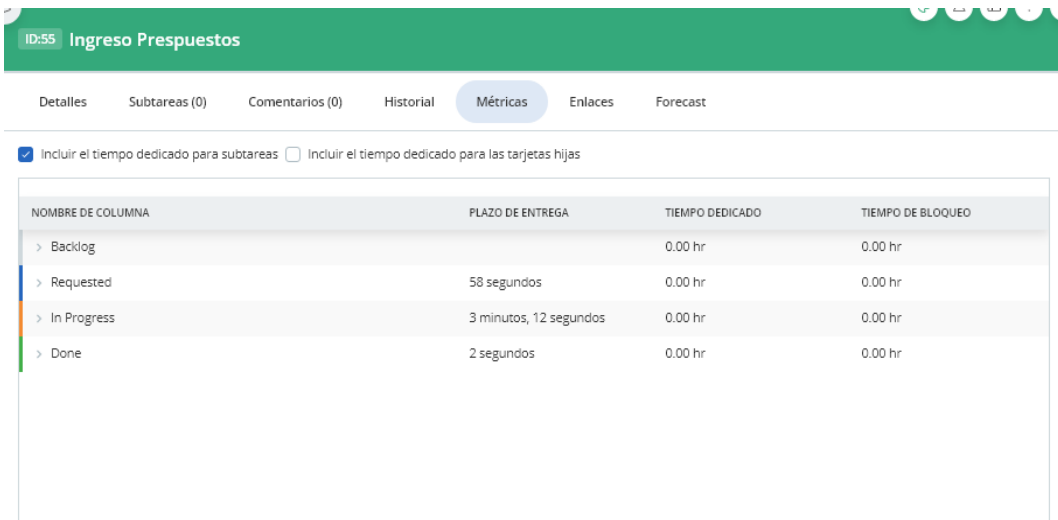 ID:55 Ingreso Prespuestos
Detalles Subtareas (0) Comentarios (0) Historial Métricas Enlaces Forecast
Incluir el tiempo dedicado para subtareas Incluir el tiempo dedicado para las tarjetas hijas
NOMBRE DE COLUMNA PLAZO DE ENTREGA TIEMPO DEDICADO TIEMPO DE BLOQUEO
Backlog 0.00 hr 0.00 hr
Requested 58 segundos 0.00 hr 0.00 hr
In Progress 3 minutos, 12 segundos 0.00 hr 0.00 hr
Done 2 segundos 0.00 hr 0.00 hr